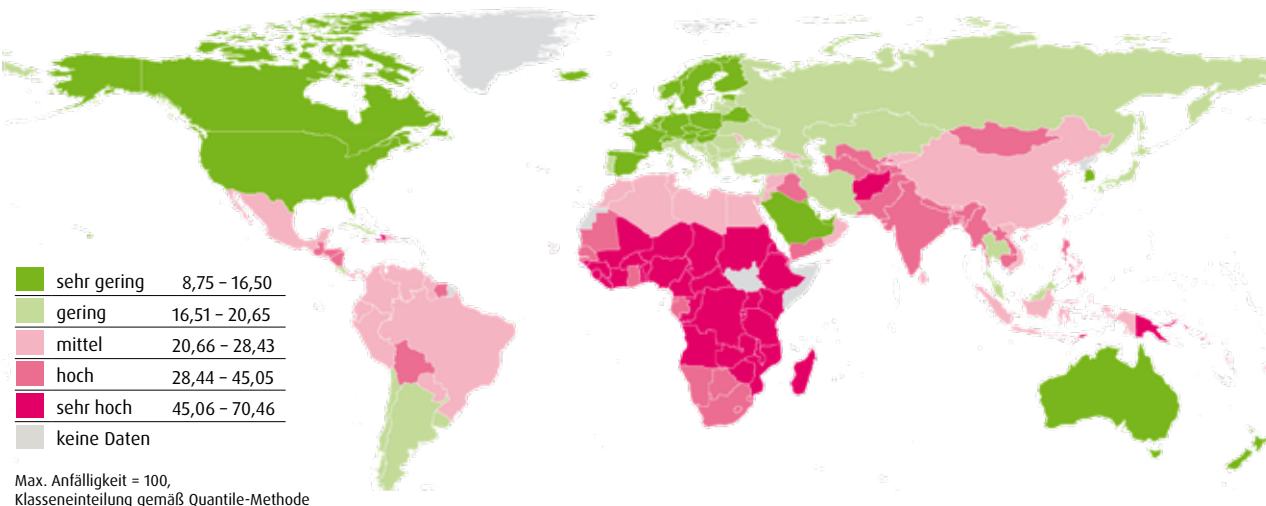 sehr gering 8,75 – 16,50
gering 16,51 – 20,65
mittel 20,66 – 28,43
hoch 28,44 – 45,05
sehr hoch 45,06 – 70,46
keine Daten
Max. Anfälligkeit = 100,
Klasseneinteilung gemäß Quantile-Methode